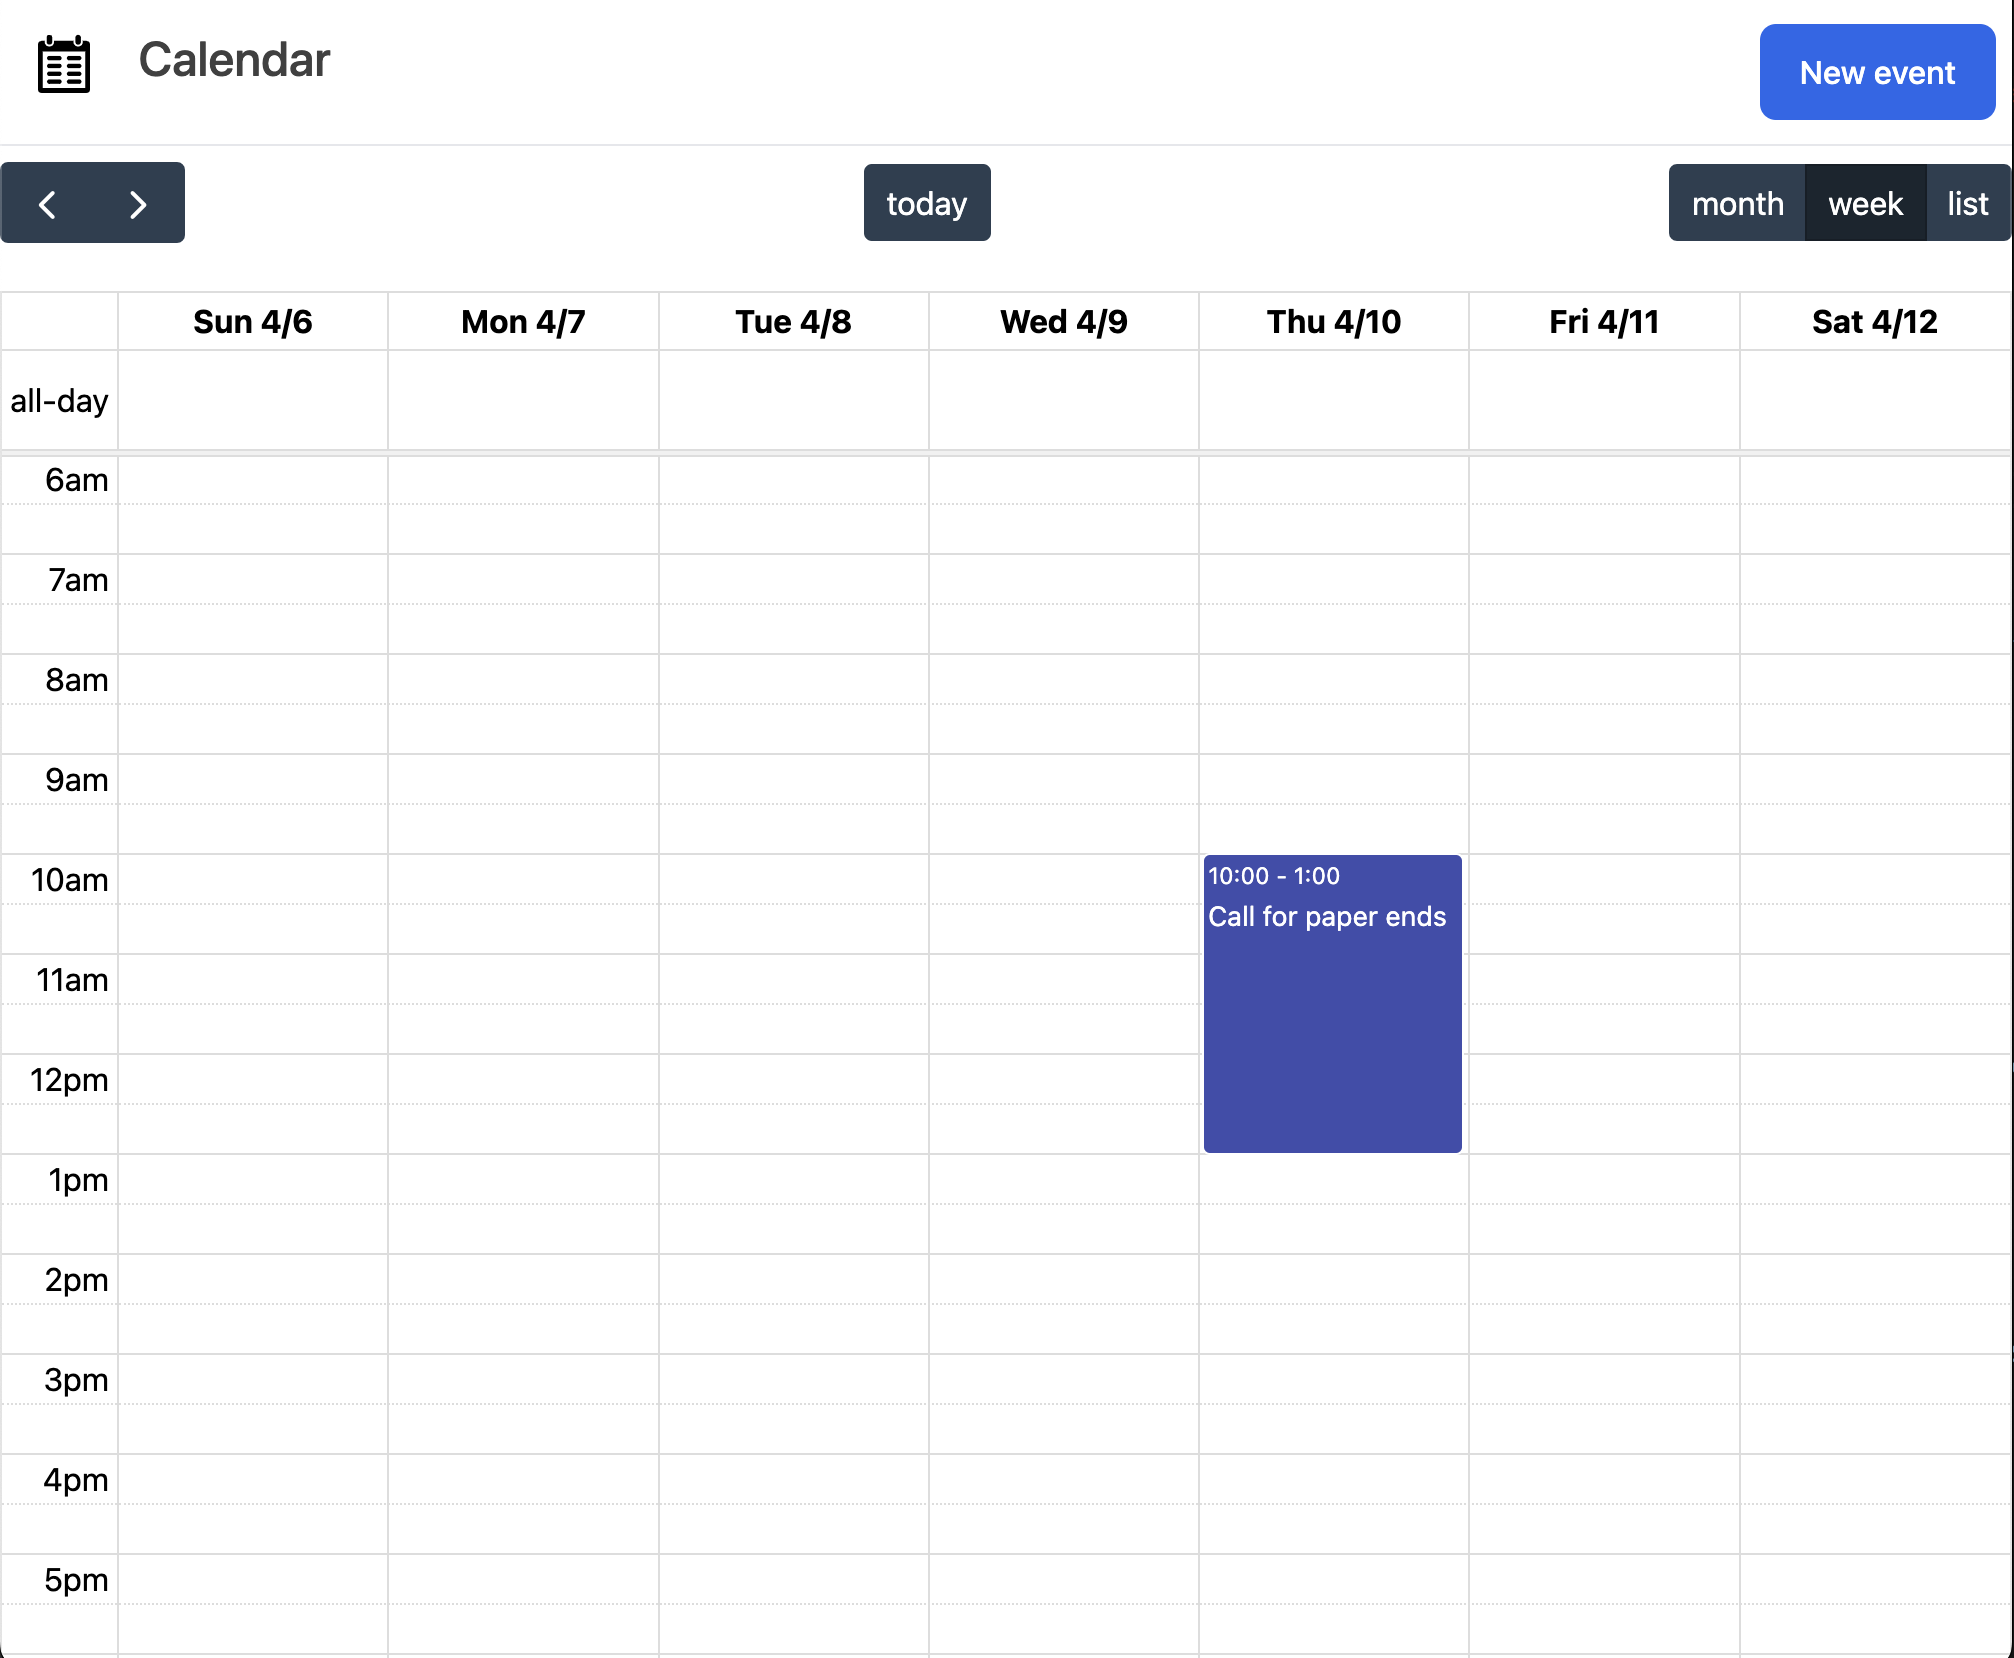 Calendar
New event
today
month week list
Sun 4/6 Mon 4/7 Tue 4/8 Wed 4/9 Thu 4/10 Fri 4/11 Sat 4/12
all-day
6am
7am
8am
9am
10am
10:00 - 1:00
Call for paper ends
11am
12pm
1pm
2pm
3pm
4pm
5pm